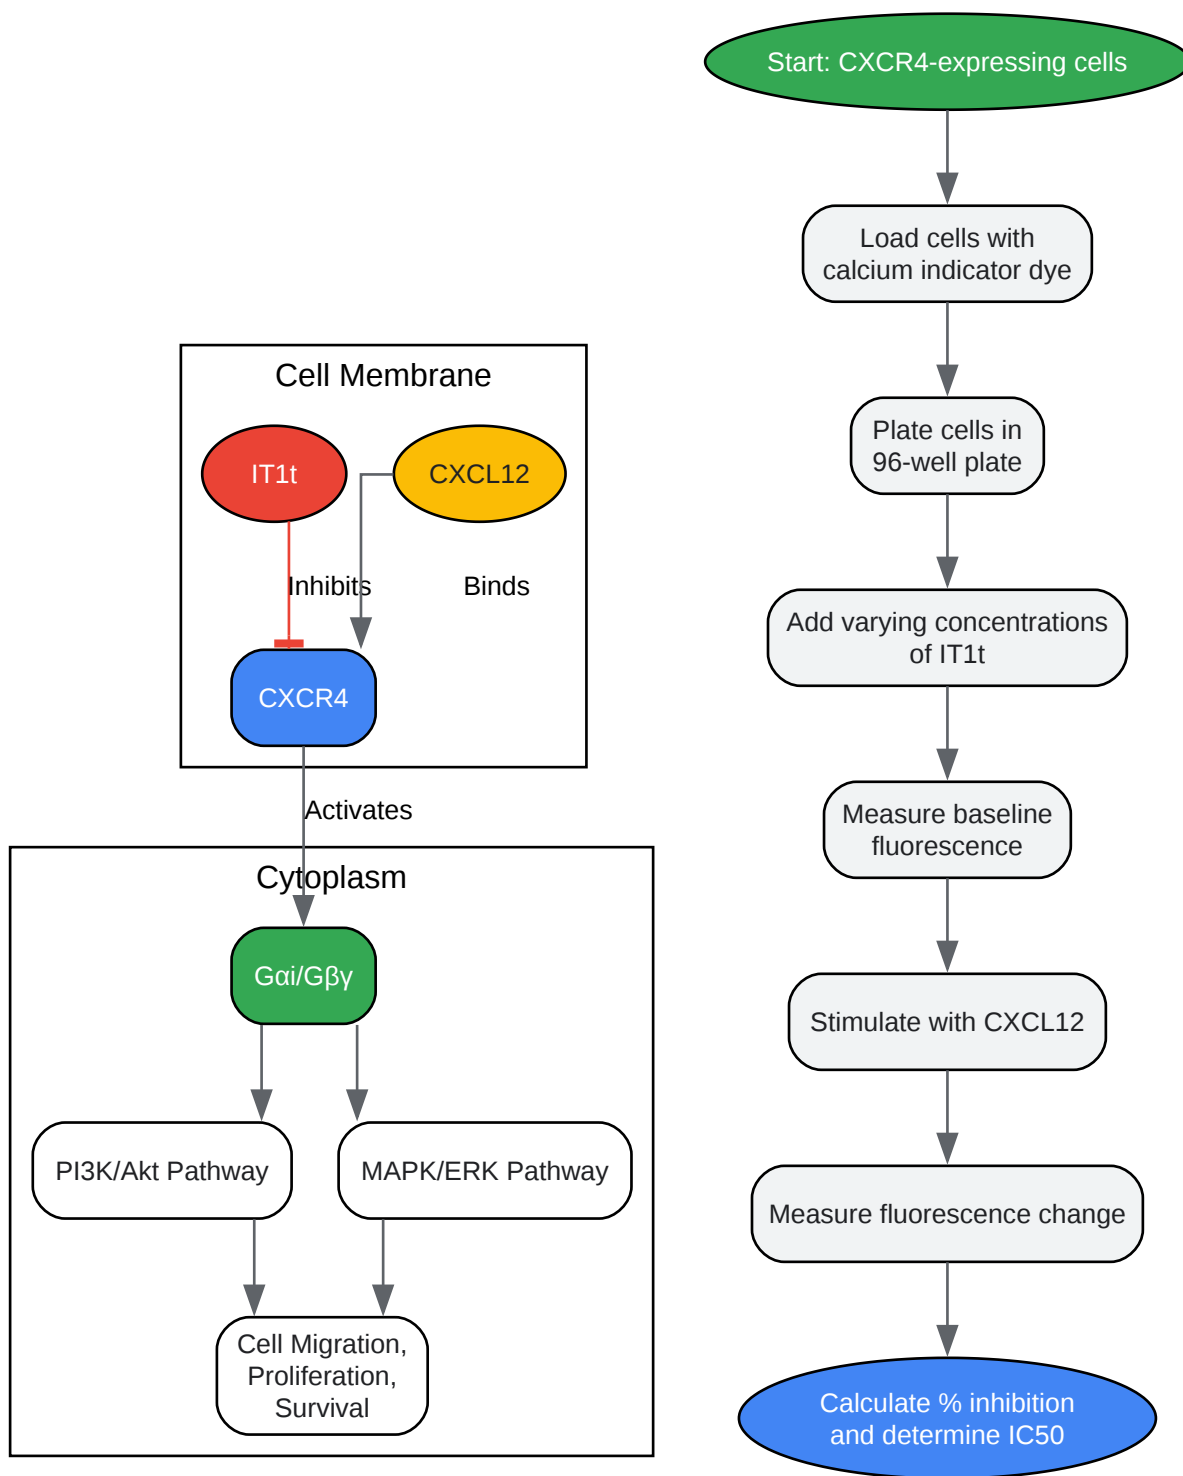 Cell Membrane
IT1t
CXCL12
Inhibits
Binds
CXCR4
Activates
Cytoplasm
Gαi/Gβγ
PI3K/Akt Pathway
MAPK/ERK Pathway
Cell Migration,
Proliferation,
Survival
Start: CXCR4-expressing cells
Load cells with
calcium indicator dye
Plate cells in
96-well plate
Add varying concentrations
of IT1t
Measure baseline
fluorescence
Stimulate with CXCL12
Measure fluorescence change
Calculate % inhibition
and determine IC50